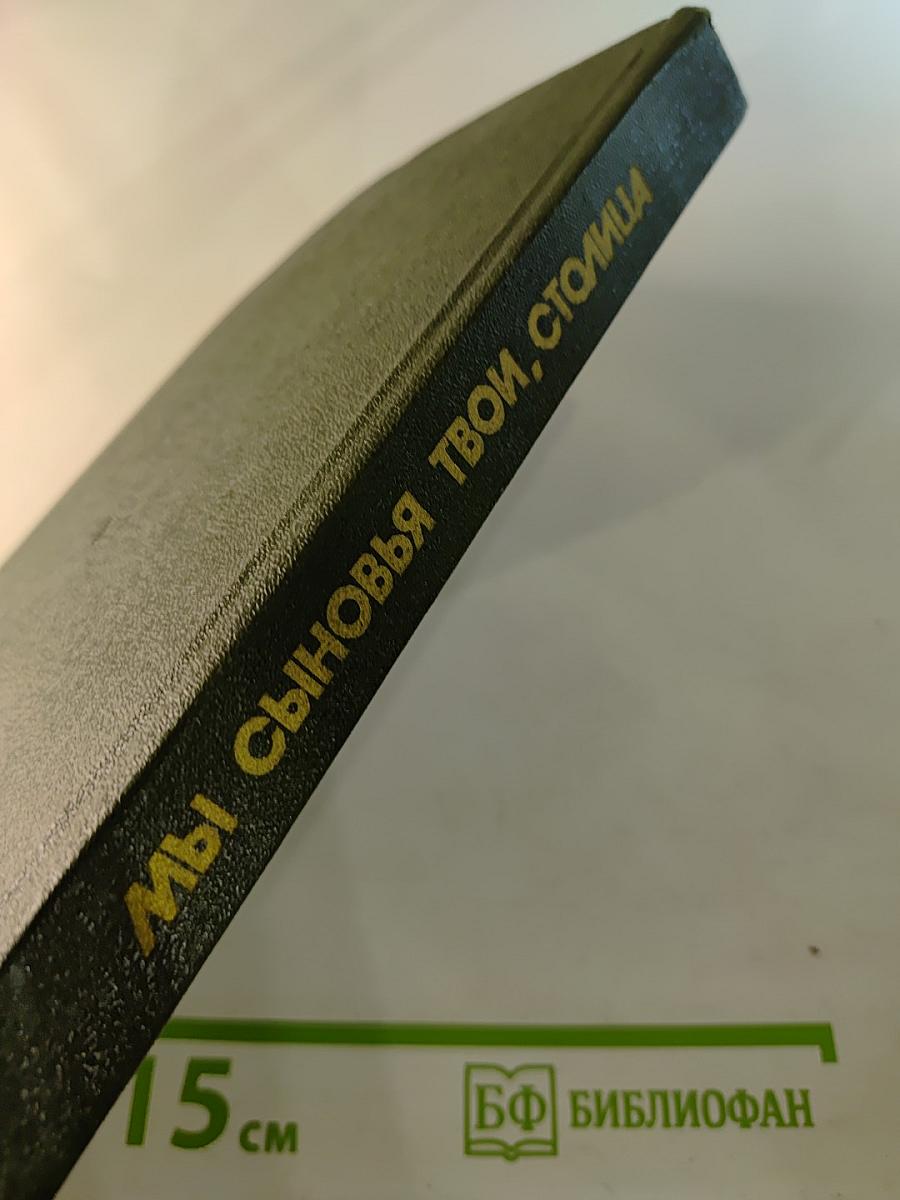 МЫ СЫНОВЬЯ ТВОИ, СТОЛИЦА
15 см
БФ БИБЛИОФАН